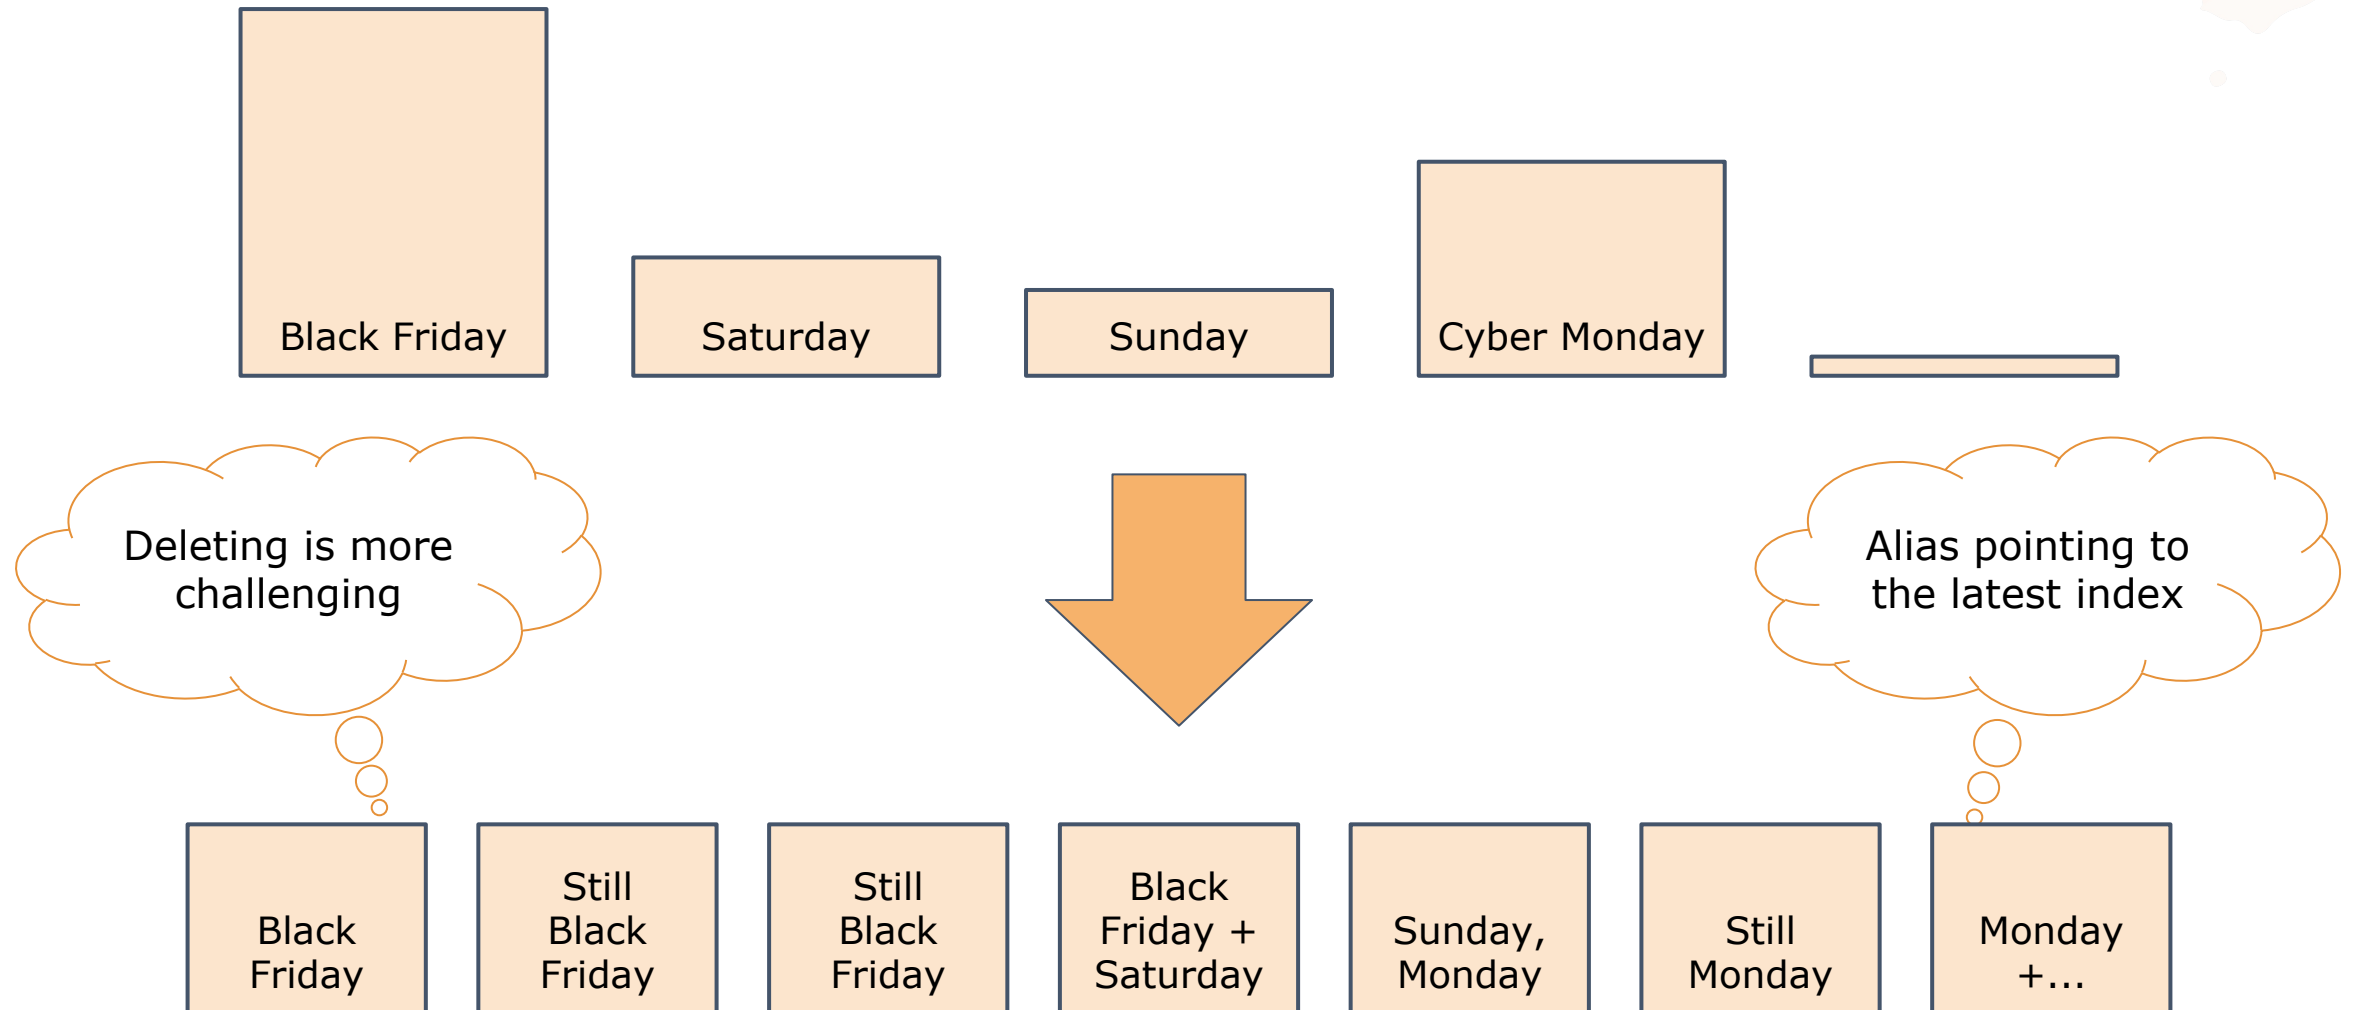 Black Friday
Saturday
Sunday
Cyber Monday
Deleting is more
challenging
Alias pointing to
the latest index
Black
Friday
Still
Black
Friday
Still
Black
Friday
Black
Friday +
Saturday
Sunday,
Monday
Still
Monday
Monday
+...